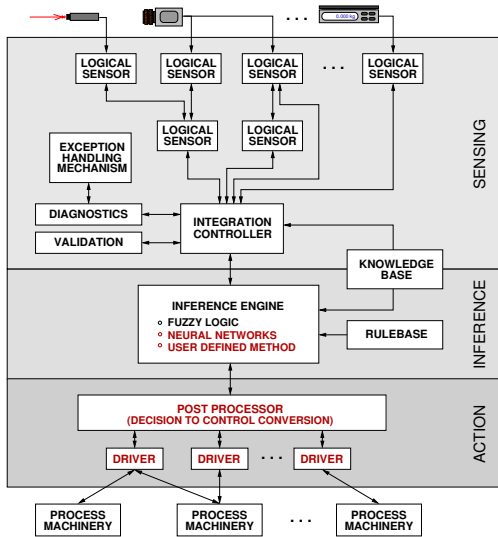 0.000 kg
LOGICAL
SENSOR
LOGICAL
SENSOR
LOGICAL
SENSOR
. . .
LOGICAL
SENSOR
LOGICAL
SENSOR
LOGICAL
SENSOR
EXCEPTION
HANDLING
MECHANISM
DIAGNOSTICS
VALIDATION
INTEGRATION
CONTROLLER
SENSING
KNOWLEDGE
BASE
INFERENCE ENGINE
FUZZY LOGIC
NEURAL NETWORKS
USER DEFINED METHOD
RULEBASE
INFERENCE
POST PROCESSOR
(DECISION TO CONTROL CONVERSION)
DRIVER
DRIVER
. . .
DRIVER
ACTION
PROCESS
MACHINERY
PROCESS
MACHINERY
. . .
PROCESS
MACHINERY